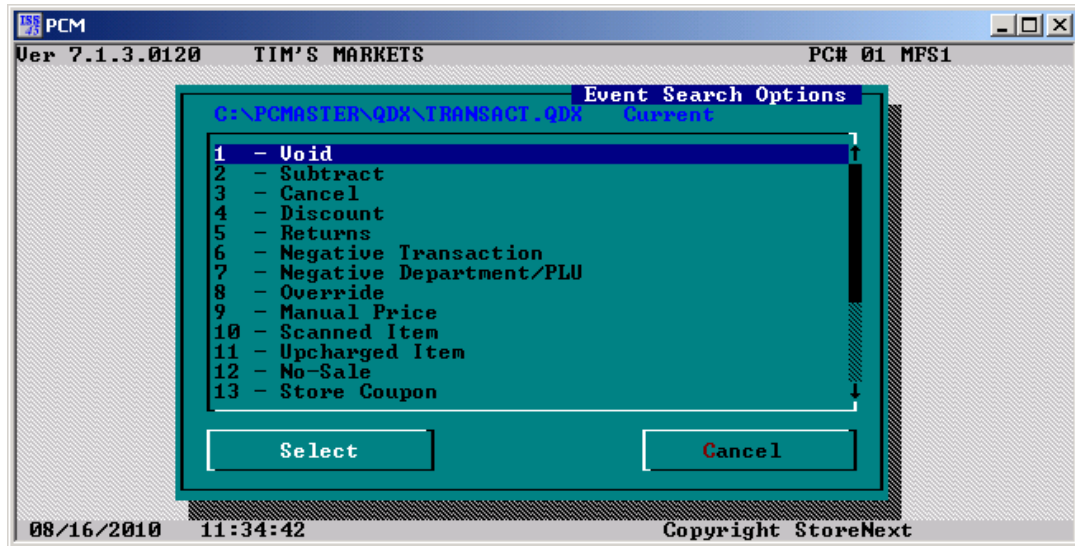 ISS 45 PCM
Ver 7.1.3.0120 TIM'S MARKETS PC# 01 MFS1
Event Search Options
C:\PCMASTER\QDX\TRANSACT.QDX Current
1 - Void
2 - Subtract
3 - Cancel
4 - Discount
5 - Returns
6 - Negative Transaction
7 - Negative Department/PLU
8 - Override
9 - Manual Price
10 - Scanned Item
11 - Upcharged Item
12 - No-Sale
13 - Store Coupon
Select Cancel
08/16/2010 11:34:42 Copyright StoreNext